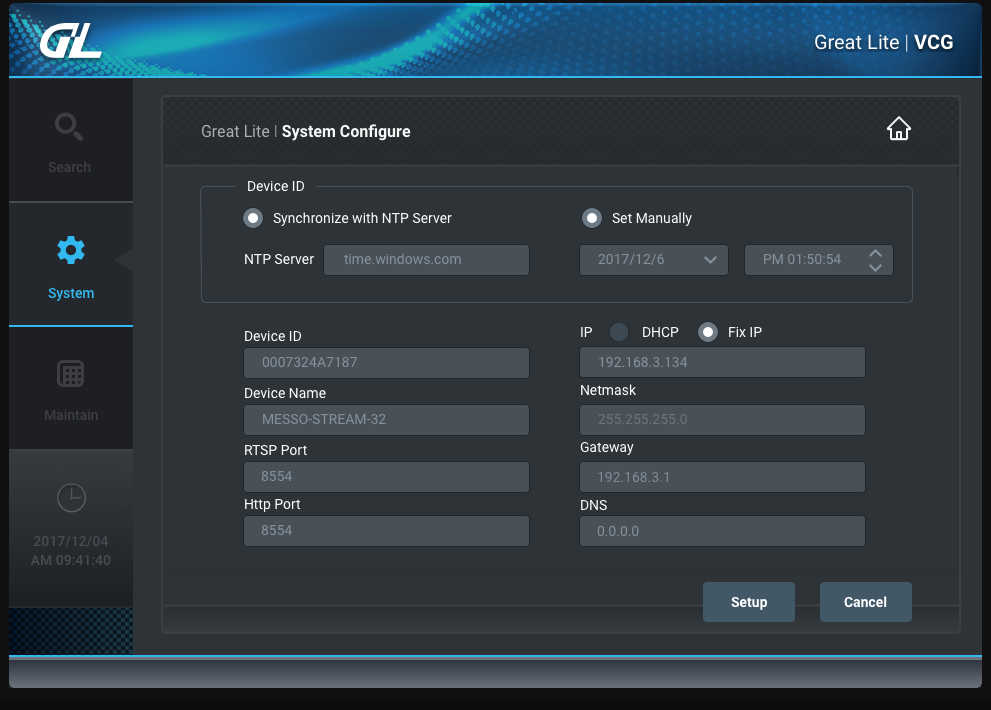 GL
Great Lite | VCG
Search
System
Maintain
2017/12/04
AM 09:41:40
Great Lite | System Configure
Device ID
Synchronize with NTP Server
Set Manually
NTP Server
time.windows.com
2017/12/6
PM 01:50:54
Device ID
0007324A7187
Device Name
MESSO-STREAM-32
RTSP Port
8554
Http Port
8554
IP DHCP Fix IP
192.168.3.134
Netmask
255.255.255.0
Gateway
192.168.3.1
DNS
0.0.0.0
Setup
Cancel